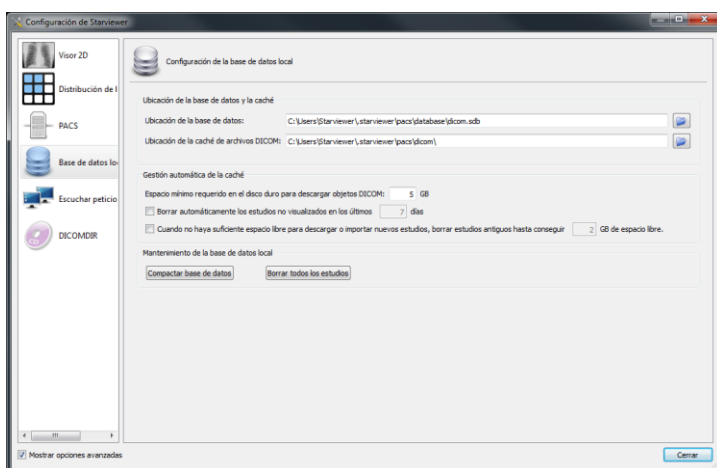 Configuración de Starviewer
Visor 2D
Distribución de l
PACS
Base de datos lo
Escuchar peticio
DICOMDIR
Configuración de la base de datos local
Ubicación de la base de datos y la caché
Ubicación de la base de datos: C:\Users\Starviewer\.starviewer\pacs\database\dicom.sdb
Ubicación de la caché de archivos DICOM: C:\Users\Starviewer\.starviewer\pacs\dicom\
Gestión automática de la caché
Espacio mínimo requerido en el disco duro para descargar objetos DICOM: 5 GB
Borrar automáticamente los estudios no visualizados en los últimos 7 días
Cuando no haya suficiente espacio libre para descargar o importar nuevos estudios, borrar estudios antiguos hasta conseguir 2 GB de espacio libre.
Mantenimiento de la base de datos local
Compactar base de datos Borrar todos los estudios
Mostrar opciones avanzadas Cerrar